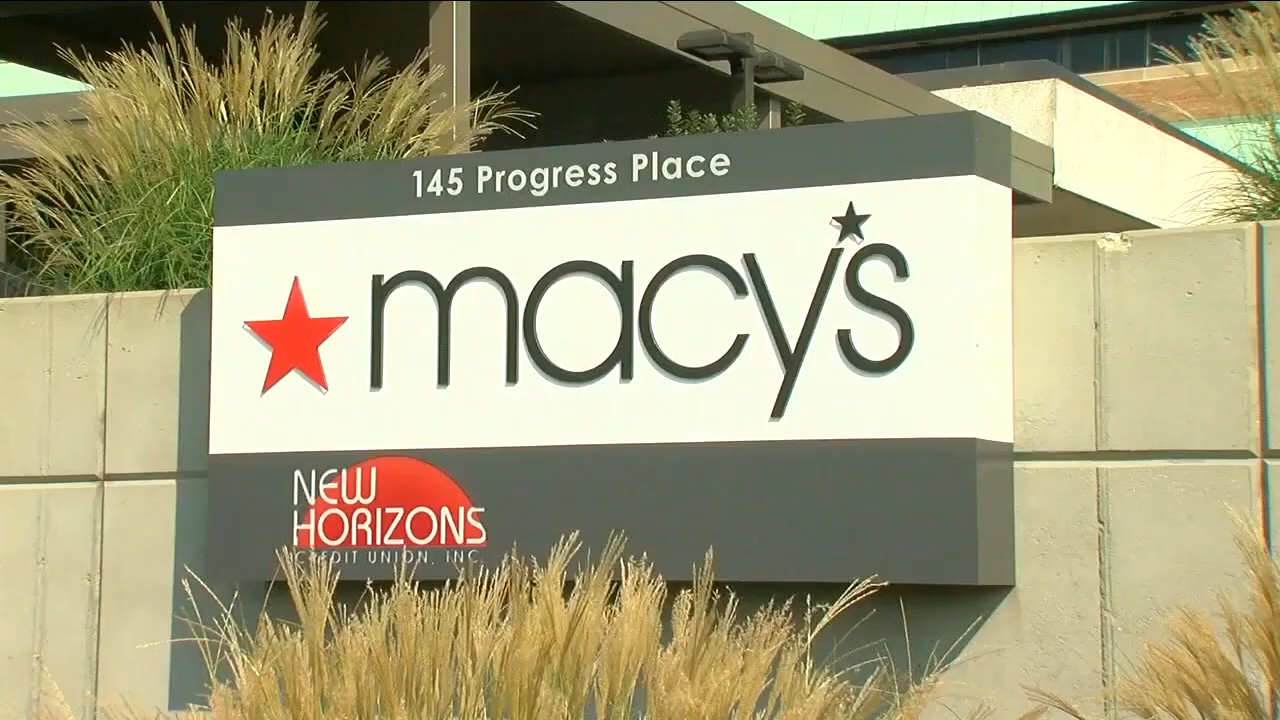 145 Progress Place
macy's
NEW
HORIZONS
CREDIT UNION, INC